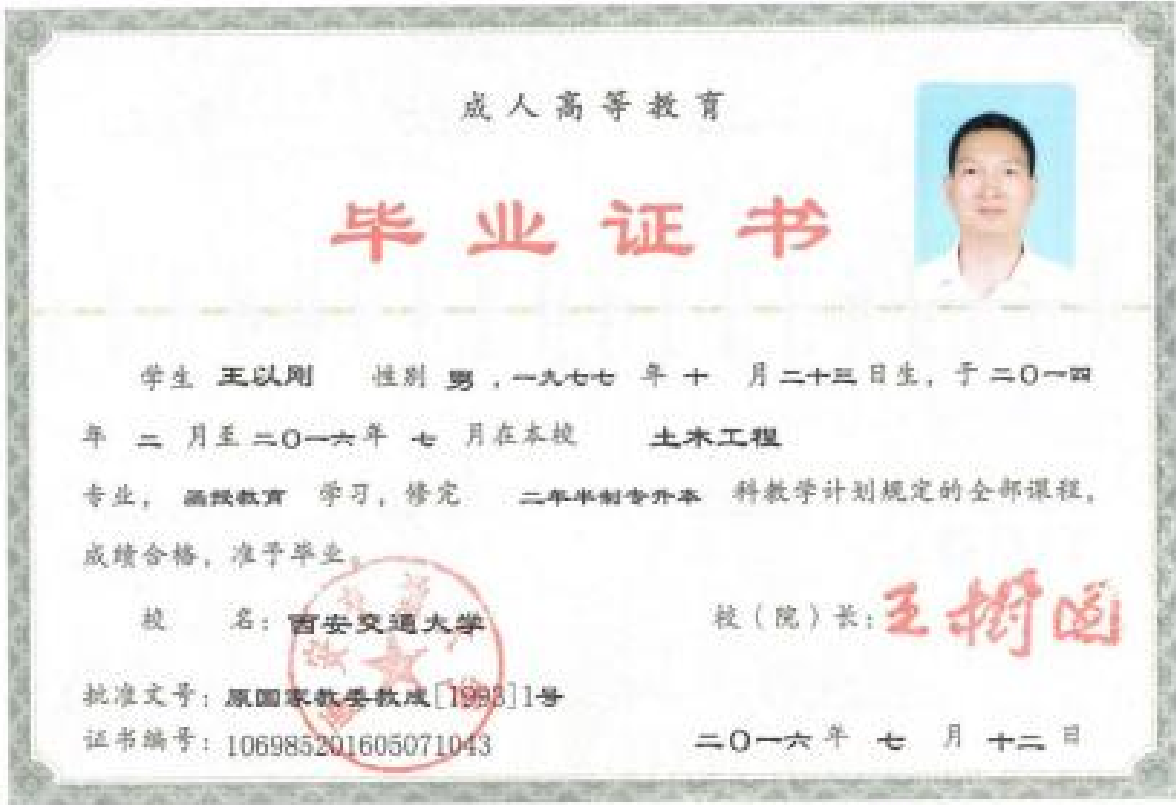 成人高等教育
毕业证书
学生 王以刚 性别 男，一九七七 年 十 月 二十三 日生，于 二〇一四
年 二 月至 二〇一六 年 七 月在本校 土木工程
专业，函授教育 学习，修完 二年半制专升本 科教学计划规定的全部课程，
成绩合格，准予毕业。
校 名：西安交通大学
校（院）长：王树国
批准文号：原国家教委教成[1993]1号
证书编号：106985201605071043
二〇一六 年 七 月 十二 日